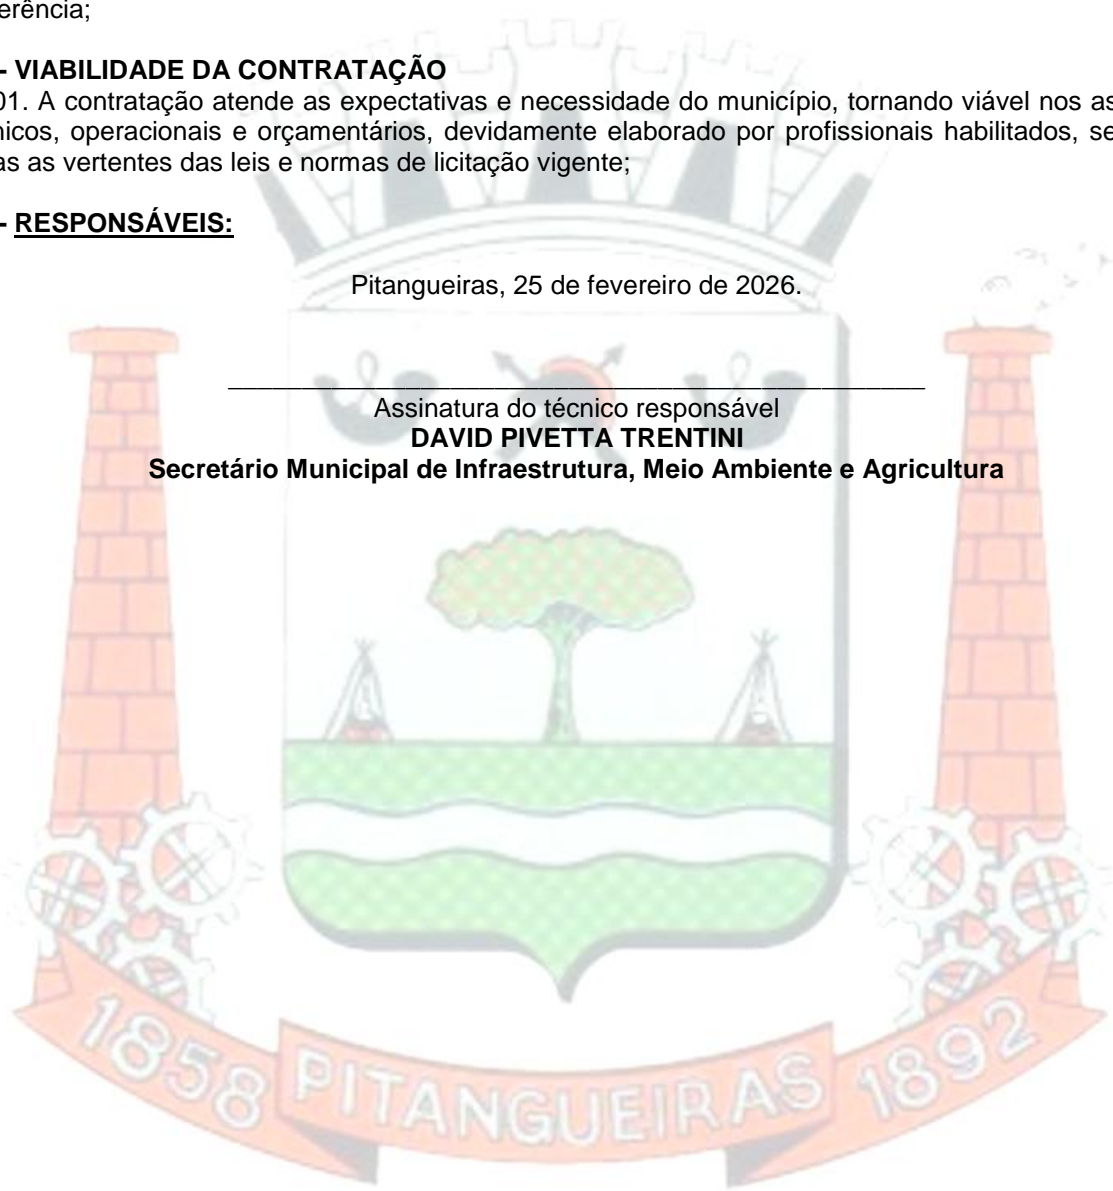 erência;
- VIABILIDADE DA CONTRATAÇÃO
01. A contratação atende as expectativas e necessidade do município, tornando viável nos as
nicos, operacionais e orçamentários, devidamente elaborado por profissionais habilitados, se
as as vertentes das leis e normas de licitação vigente;
- RESPONSÁVEIS:
Pitangueiras, 25 de fevereiro de 2026.
Assinatura do técnico responsável
DAVID PIVETTA TRENTINI
Secretário Municipal de Infraestrutura, Meio Ambiente e Agricultura
1858 PITANGUEIRAS 1892